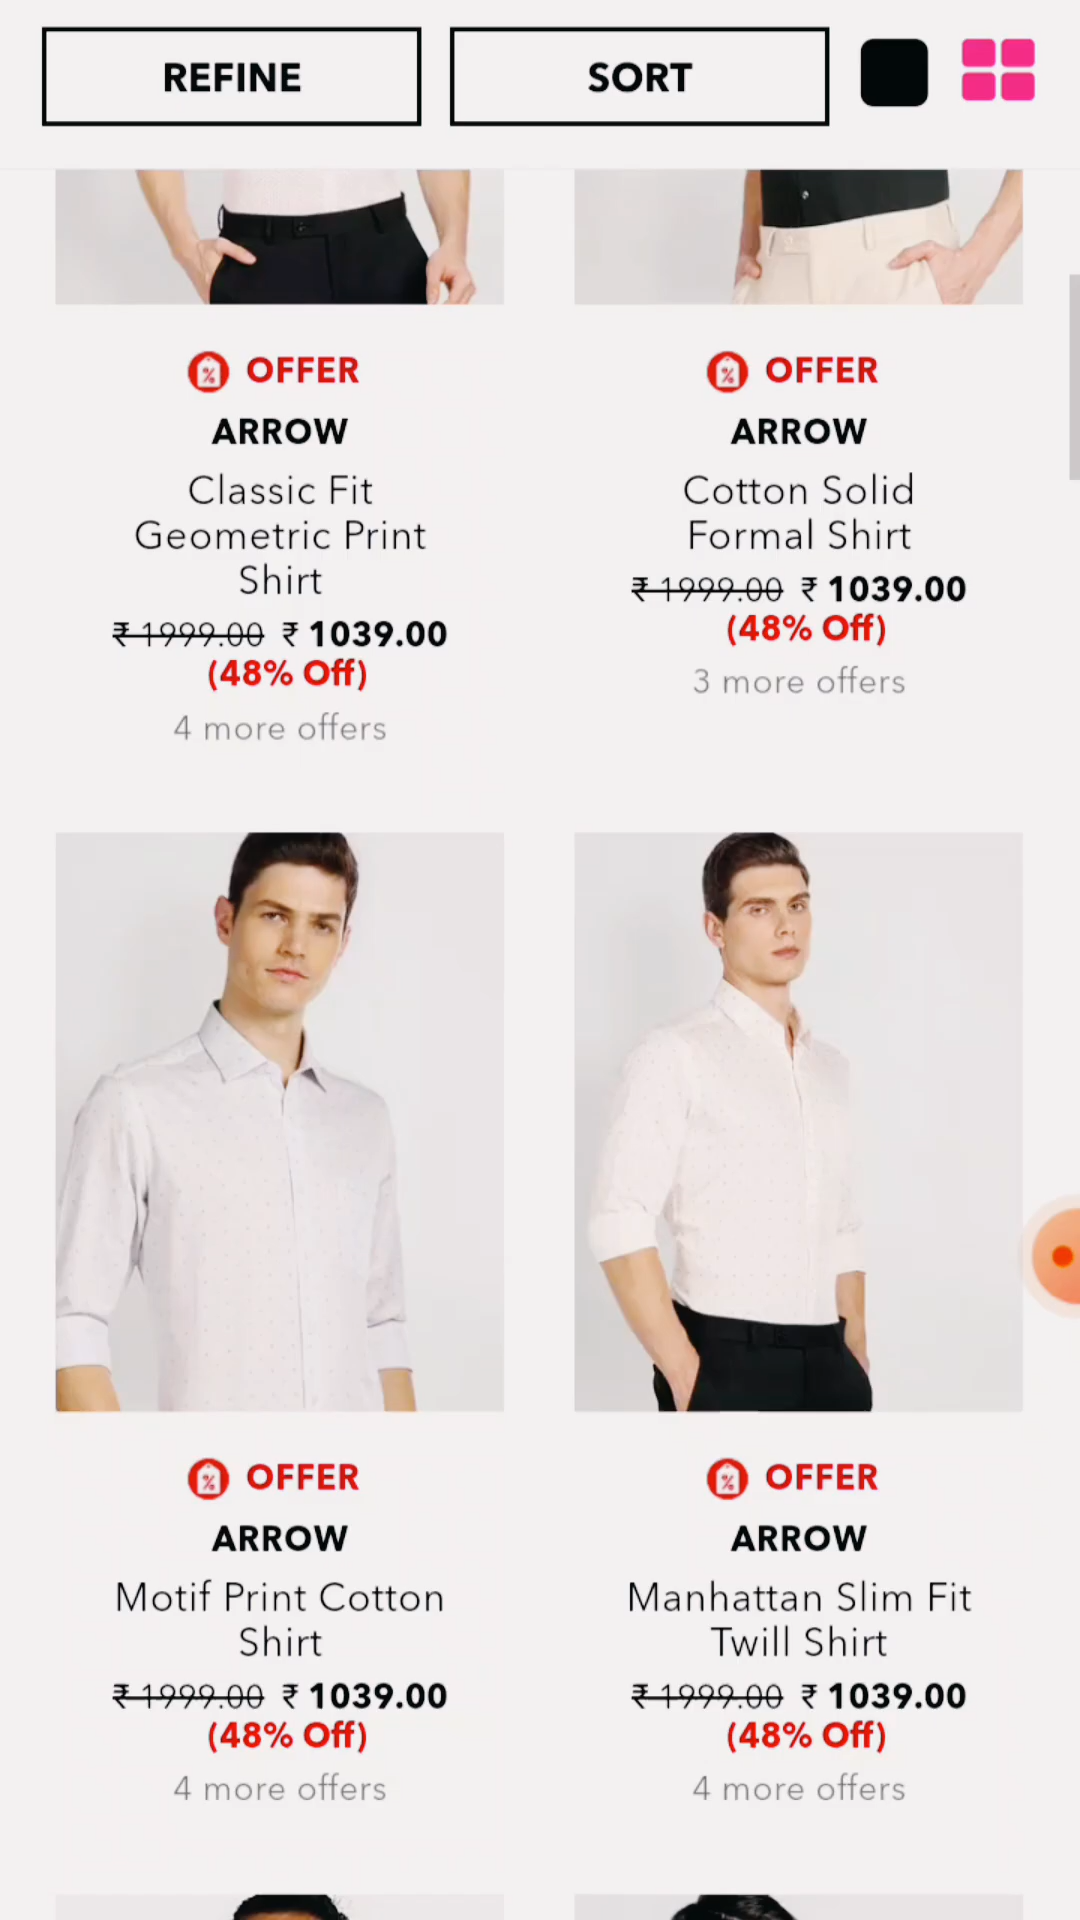 REFINE
SORT
OFFER
ARROW
Classic Fit
Geometric Print
Shirt
₹ 1999.00 ₹ 1039.00
(48% Off)
4 more offers
OFFER
ARROW
Cotton Solid
Formal Shirt
₹ 1999.00 ₹ 1039.00
(48% Off)
3 more offers
OFFER
ARROW
Motif Print Cotton
Shirt
₹ 1999.00 ₹ 1039.00
(48% Off)
4 more offers
OFFER
ARROW
Manhattan Slim Fit
Twill Shirt
₹ 1999.00 ₹ 1039.00
(48% Off)
4 more offers